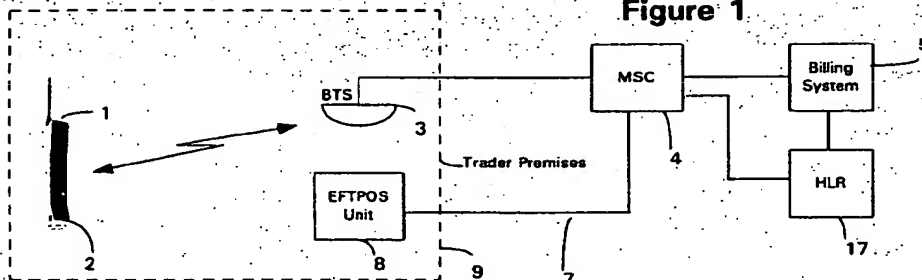 Figure 1
1
2
BTS
3
EFTPOS
Unit
8
Trader Premises
9
7
MSC
4
Billing
System
5
HLR
17